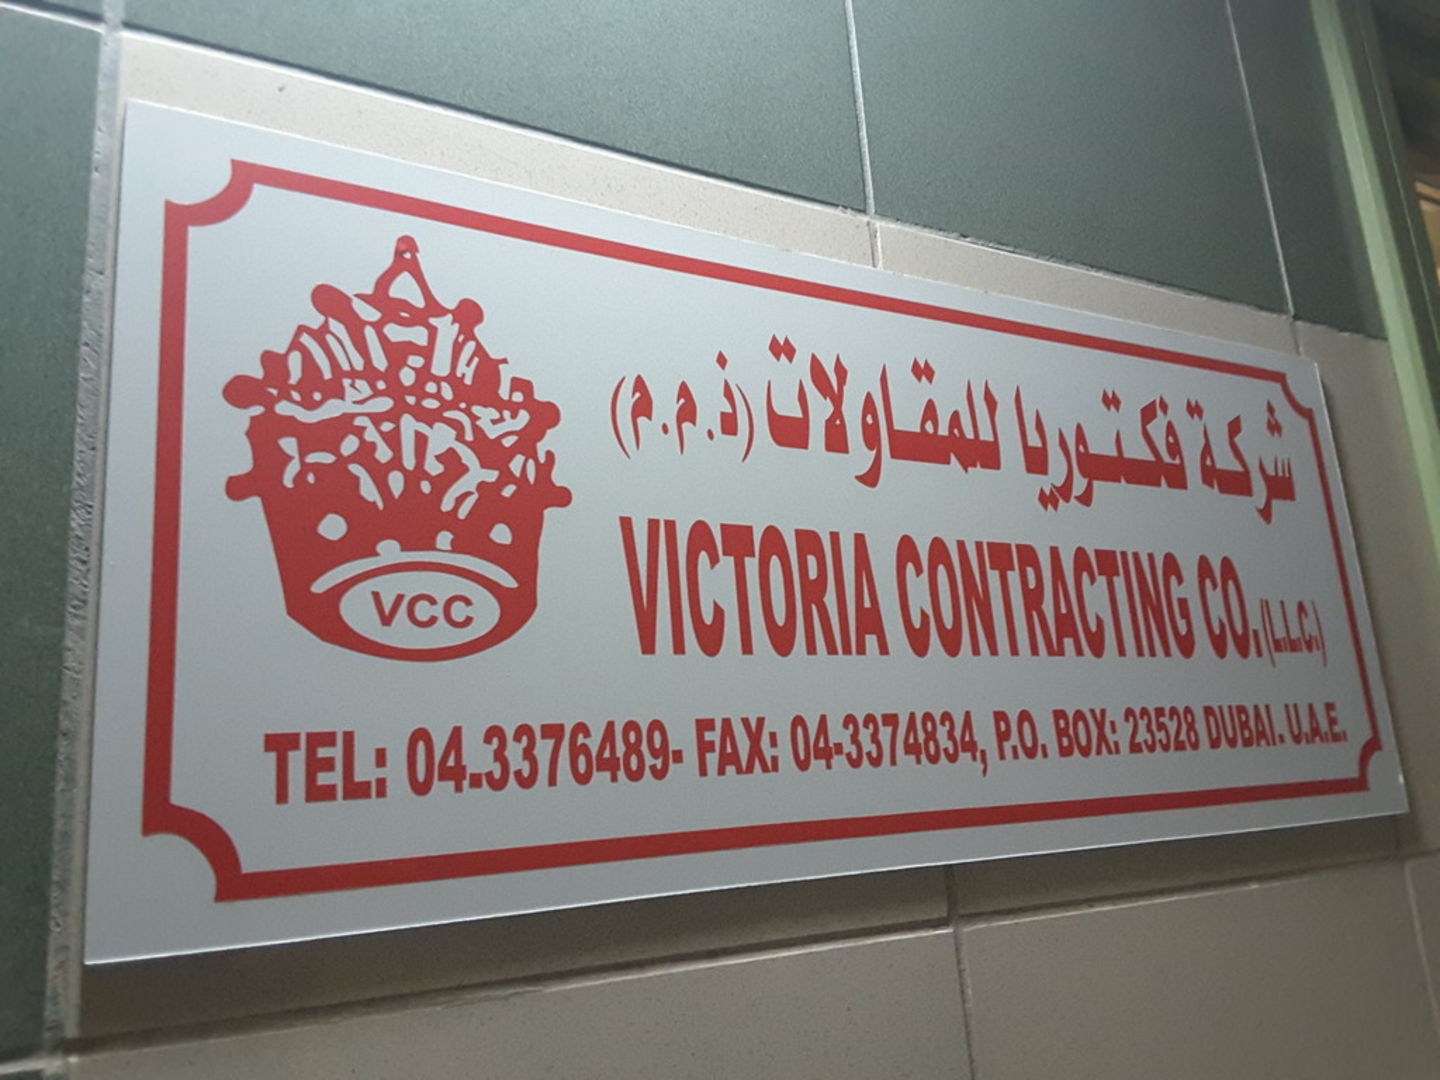 شركة فكتوريا للمقاولات (ذ.م.م)
VICTORIA CONTRACTING CO.(L.L.C.)
VCC
TEL: 04.3376489- FAX: 04-3374834, P.O. BOX: 23528 DUBAI. U.A.E.